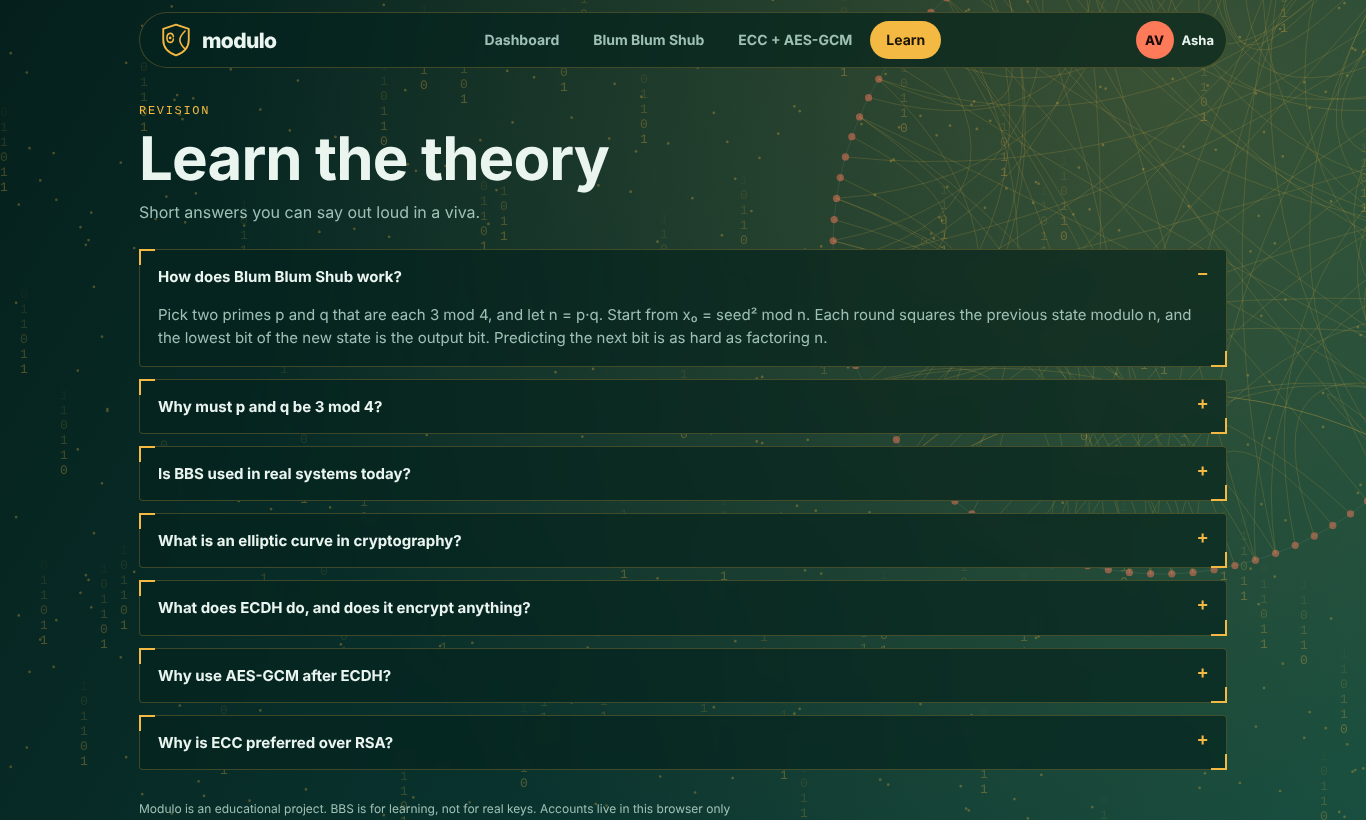 modulo
Dashboard
Blum Blum Shub
ECC + AES-GCM
Learn
AV
Asha
REVISION
Learn the theory
Short answers you can say out loud in a viva.
How does Blum Blum Shub work?
−
Pick two primes p and q that are each 3 mod 4, and let n = p·q. Start from x₀ = seed² mod n. Each round squares the previous state modulo n, and
the lowest bit of the new state is the output bit. Predicting the next bit is as hard as factoring n.
Why must p and q be 3 mod 4?
+
Is BBS used in real systems today?
+
What is an elliptic curve in cryptography?
+
What does ECDH do, and does it encrypt anything?
+
Why use AES-GCM after ECDH?
+
Why is ECC preferred over RSA?
+
Modulo is an educational project. BBS is for learning, not for real keys. Accounts live in this browser only